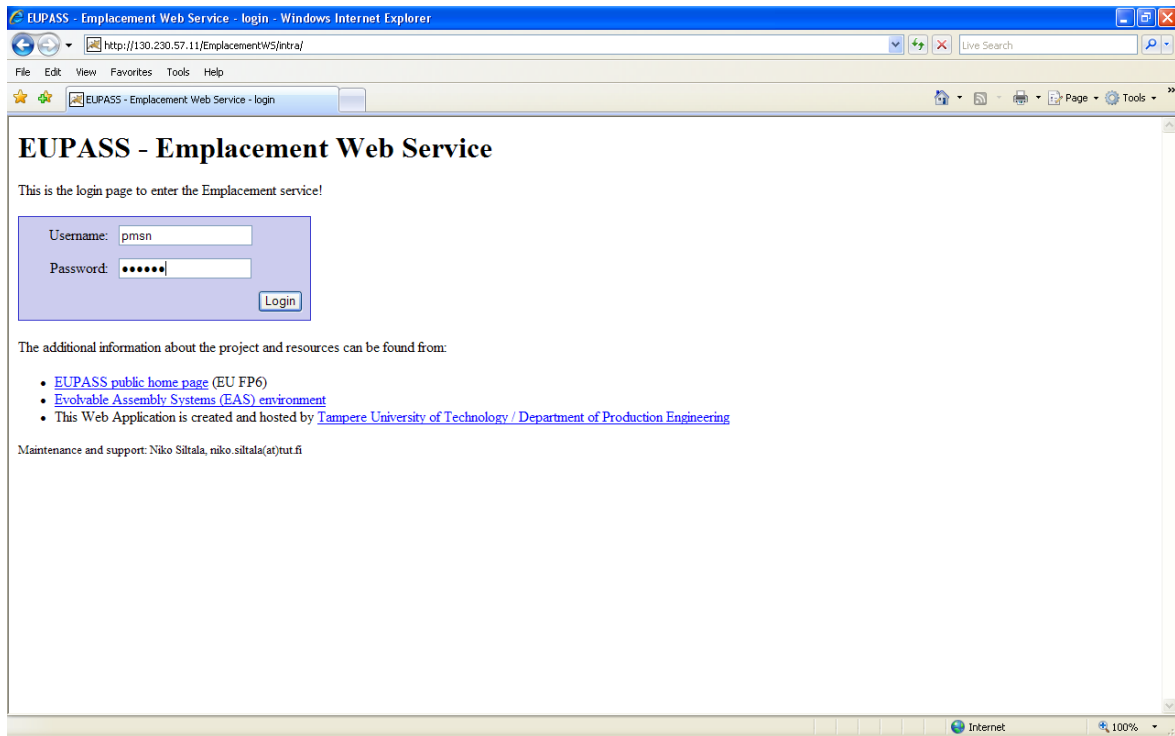 EUPASS - Emplacement Web Service - login - Windows Internet Explorer
http://130.230.57.11/EmplacementWS/intra/
Live Search
File Edit View Favorites Tools Help
EUPASS - Emplacement Web Service - login
Page Tools »
EUPASS - Emplacement Web Service
This is the login page to enter the Emplacement service!
Username: pmsn
Password: ••••••
Login
The additional information about the project and resources can be found from:
• EUPASS public home page (EU FP6)
• Evolvable Assembly Systems (EAS) environment
• This Web Application is created and hosted by Tampere University of Technology / Department of Production Engineering
Maintenance and support: Niko Siltala, niko.siltala(at)tut.fi
Internet 100%